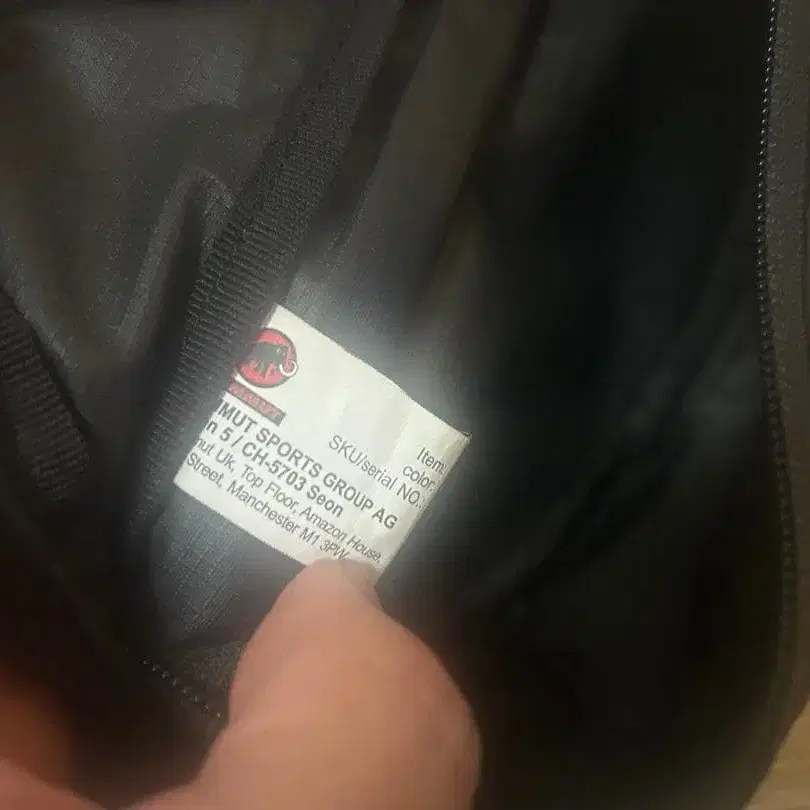 MMUT
Item
color:
SKU/serial NO.:
MUT SPORTS GROUP AG
n 5 / CH-5703 Seon
mut Uk, Top Floor, Amazon House,
Street, Manchester M1 3PW